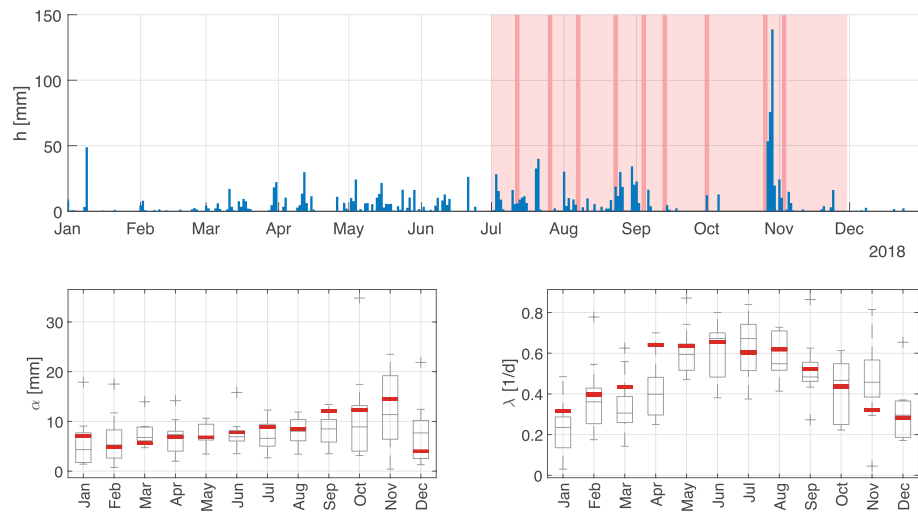 150
100
50
0
h [mm]
Jan Feb Mar Apr May Jun Jul Aug Sep Oct Nov Dec
2018
30
20
10
0
α [mm]
Jan Feb Mar Apr May Jun Jul Aug Sep Oct Nov Dec
0.8
0.6
0.4
0.2
0
λ [1/d]
Jan Feb Mar Apr May Jun Jul Aug Sep Oct Nov Dec